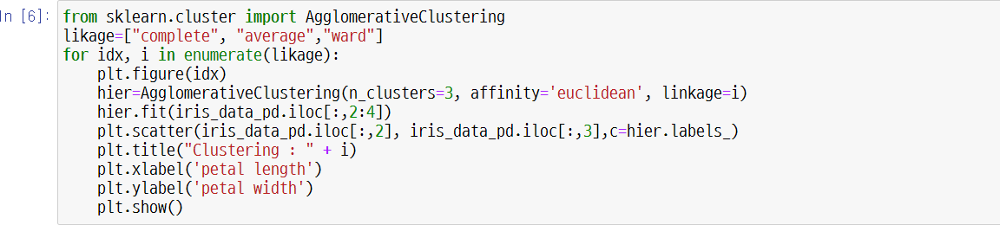 In [6]: from sklearn.cluster import AgglomerativeClustering
likage=["complete", "average","ward"]
for idx, i in enumerate(likage):
    plt.figure(idx)
    hier=AgglomerativeClustering(n_clusters=3, affinity='euclidean', linkage=i)
    hier.fit(iris_data_pd.iloc[:,2:4])
    plt.scatter(iris_data_pd.iloc[:,2], iris_data_pd.iloc[:,3],c=hier.labels_)
    plt.title("Clustering : " + i)
    plt.xlabel('petal length')
    plt.ylabel('petal width')
    plt.show()